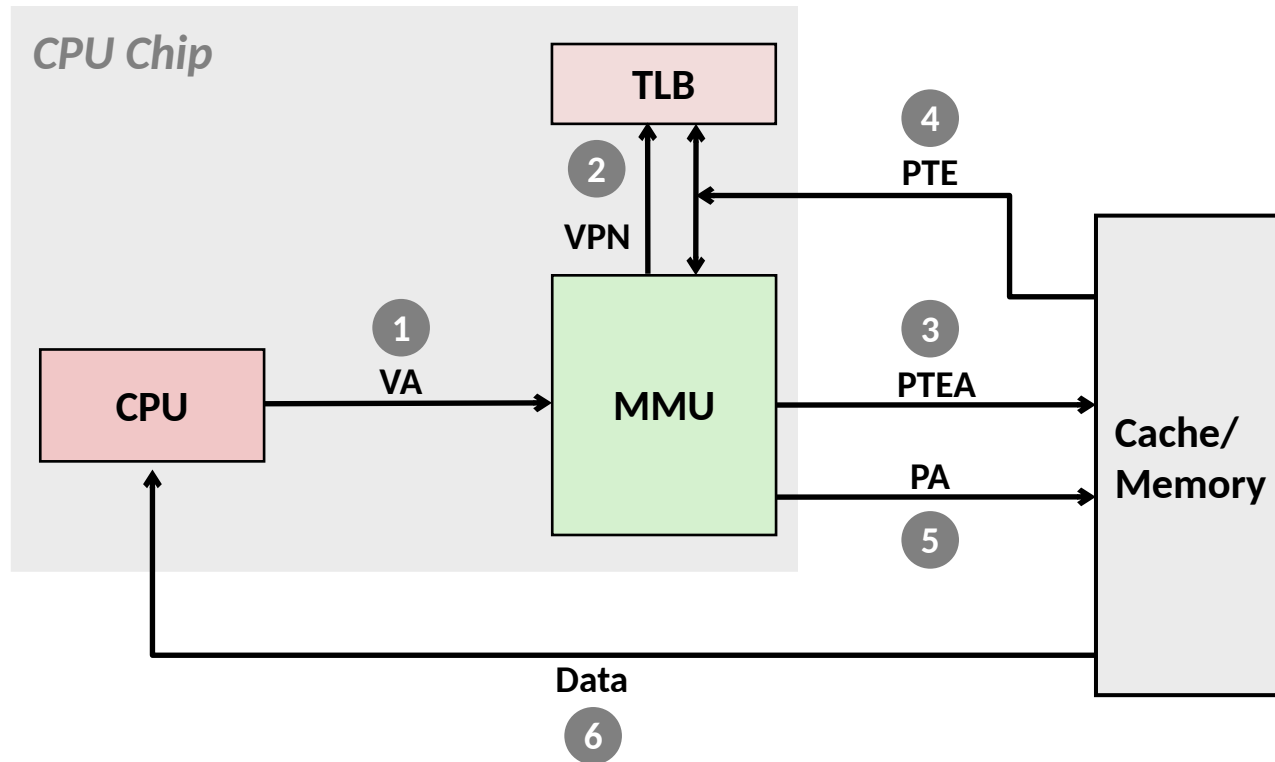 CPU Chip
TLB
4
PTE
2
VPN
1
VA
3
PTEA
CPU
MMU
Cache/
Memory
PA
5
Data
6